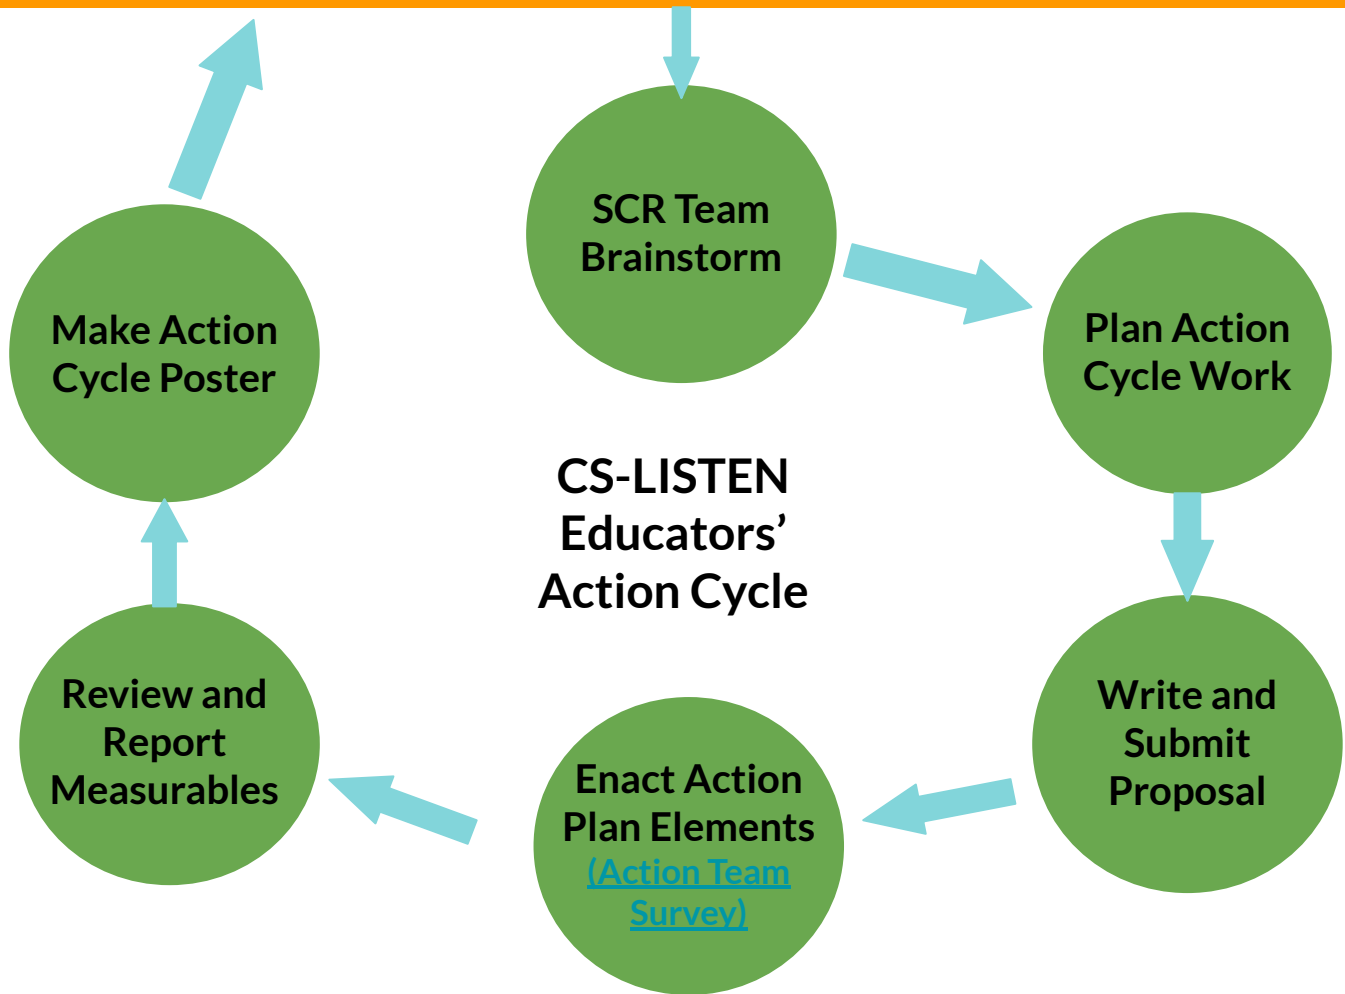 SCR Team
Brainstorm
Plan Action
Cycle Work
Write and
Submit
Proposal
Enact Action
Plan Elements
(Action Team
Survey)
Review and
Report
Measurables
Make Action
Cycle Poster
CS-LISTEN
Educators’
Action Cycle